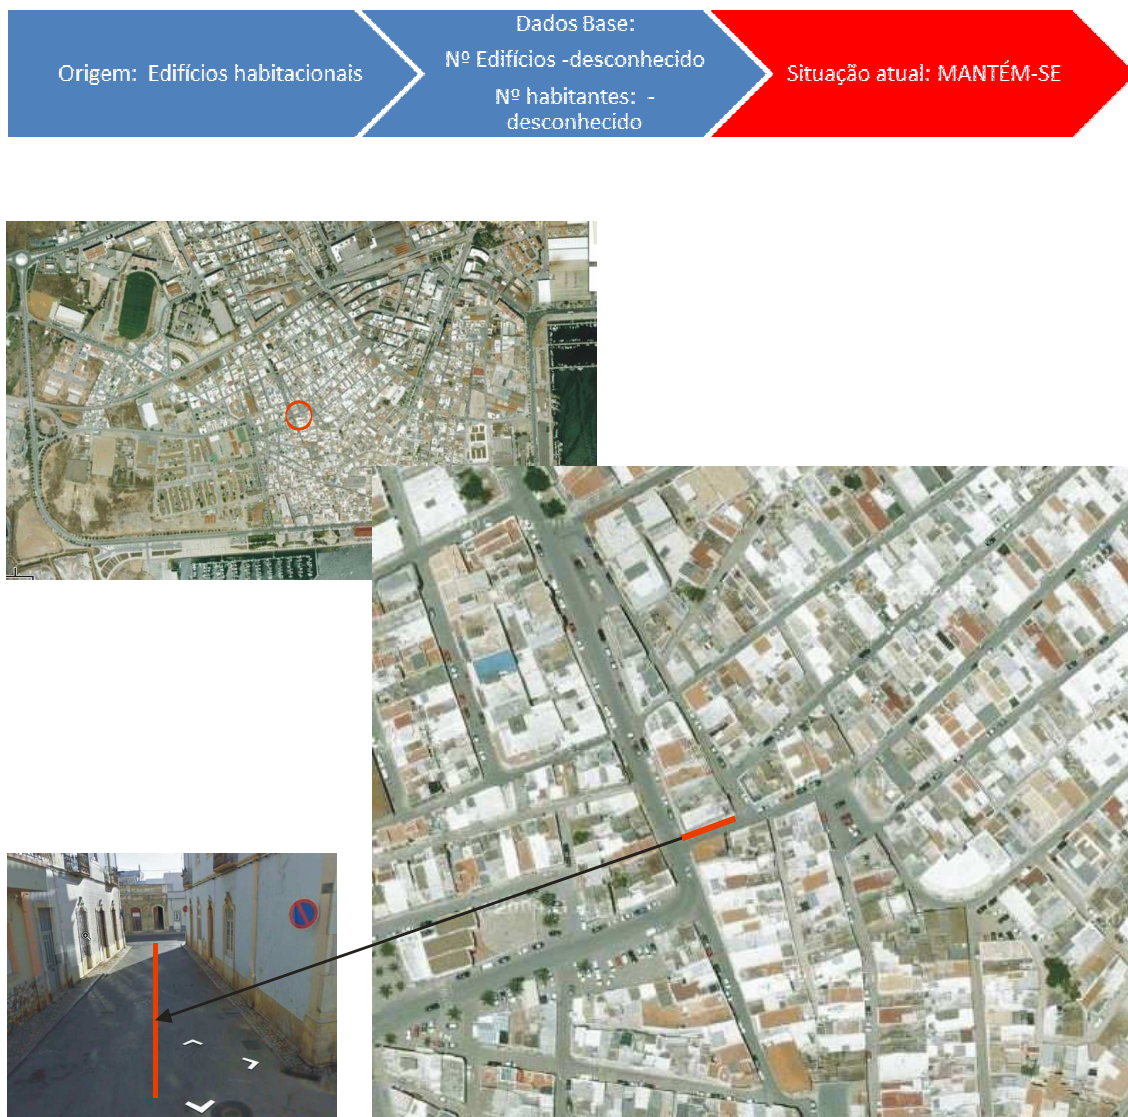 Origem: Edifícios habitacionais
Dados Base:
Nº Edifícios -desconhecido
Nº habitantes: -
desconhecido
Situação atual: MANTÉM-SE